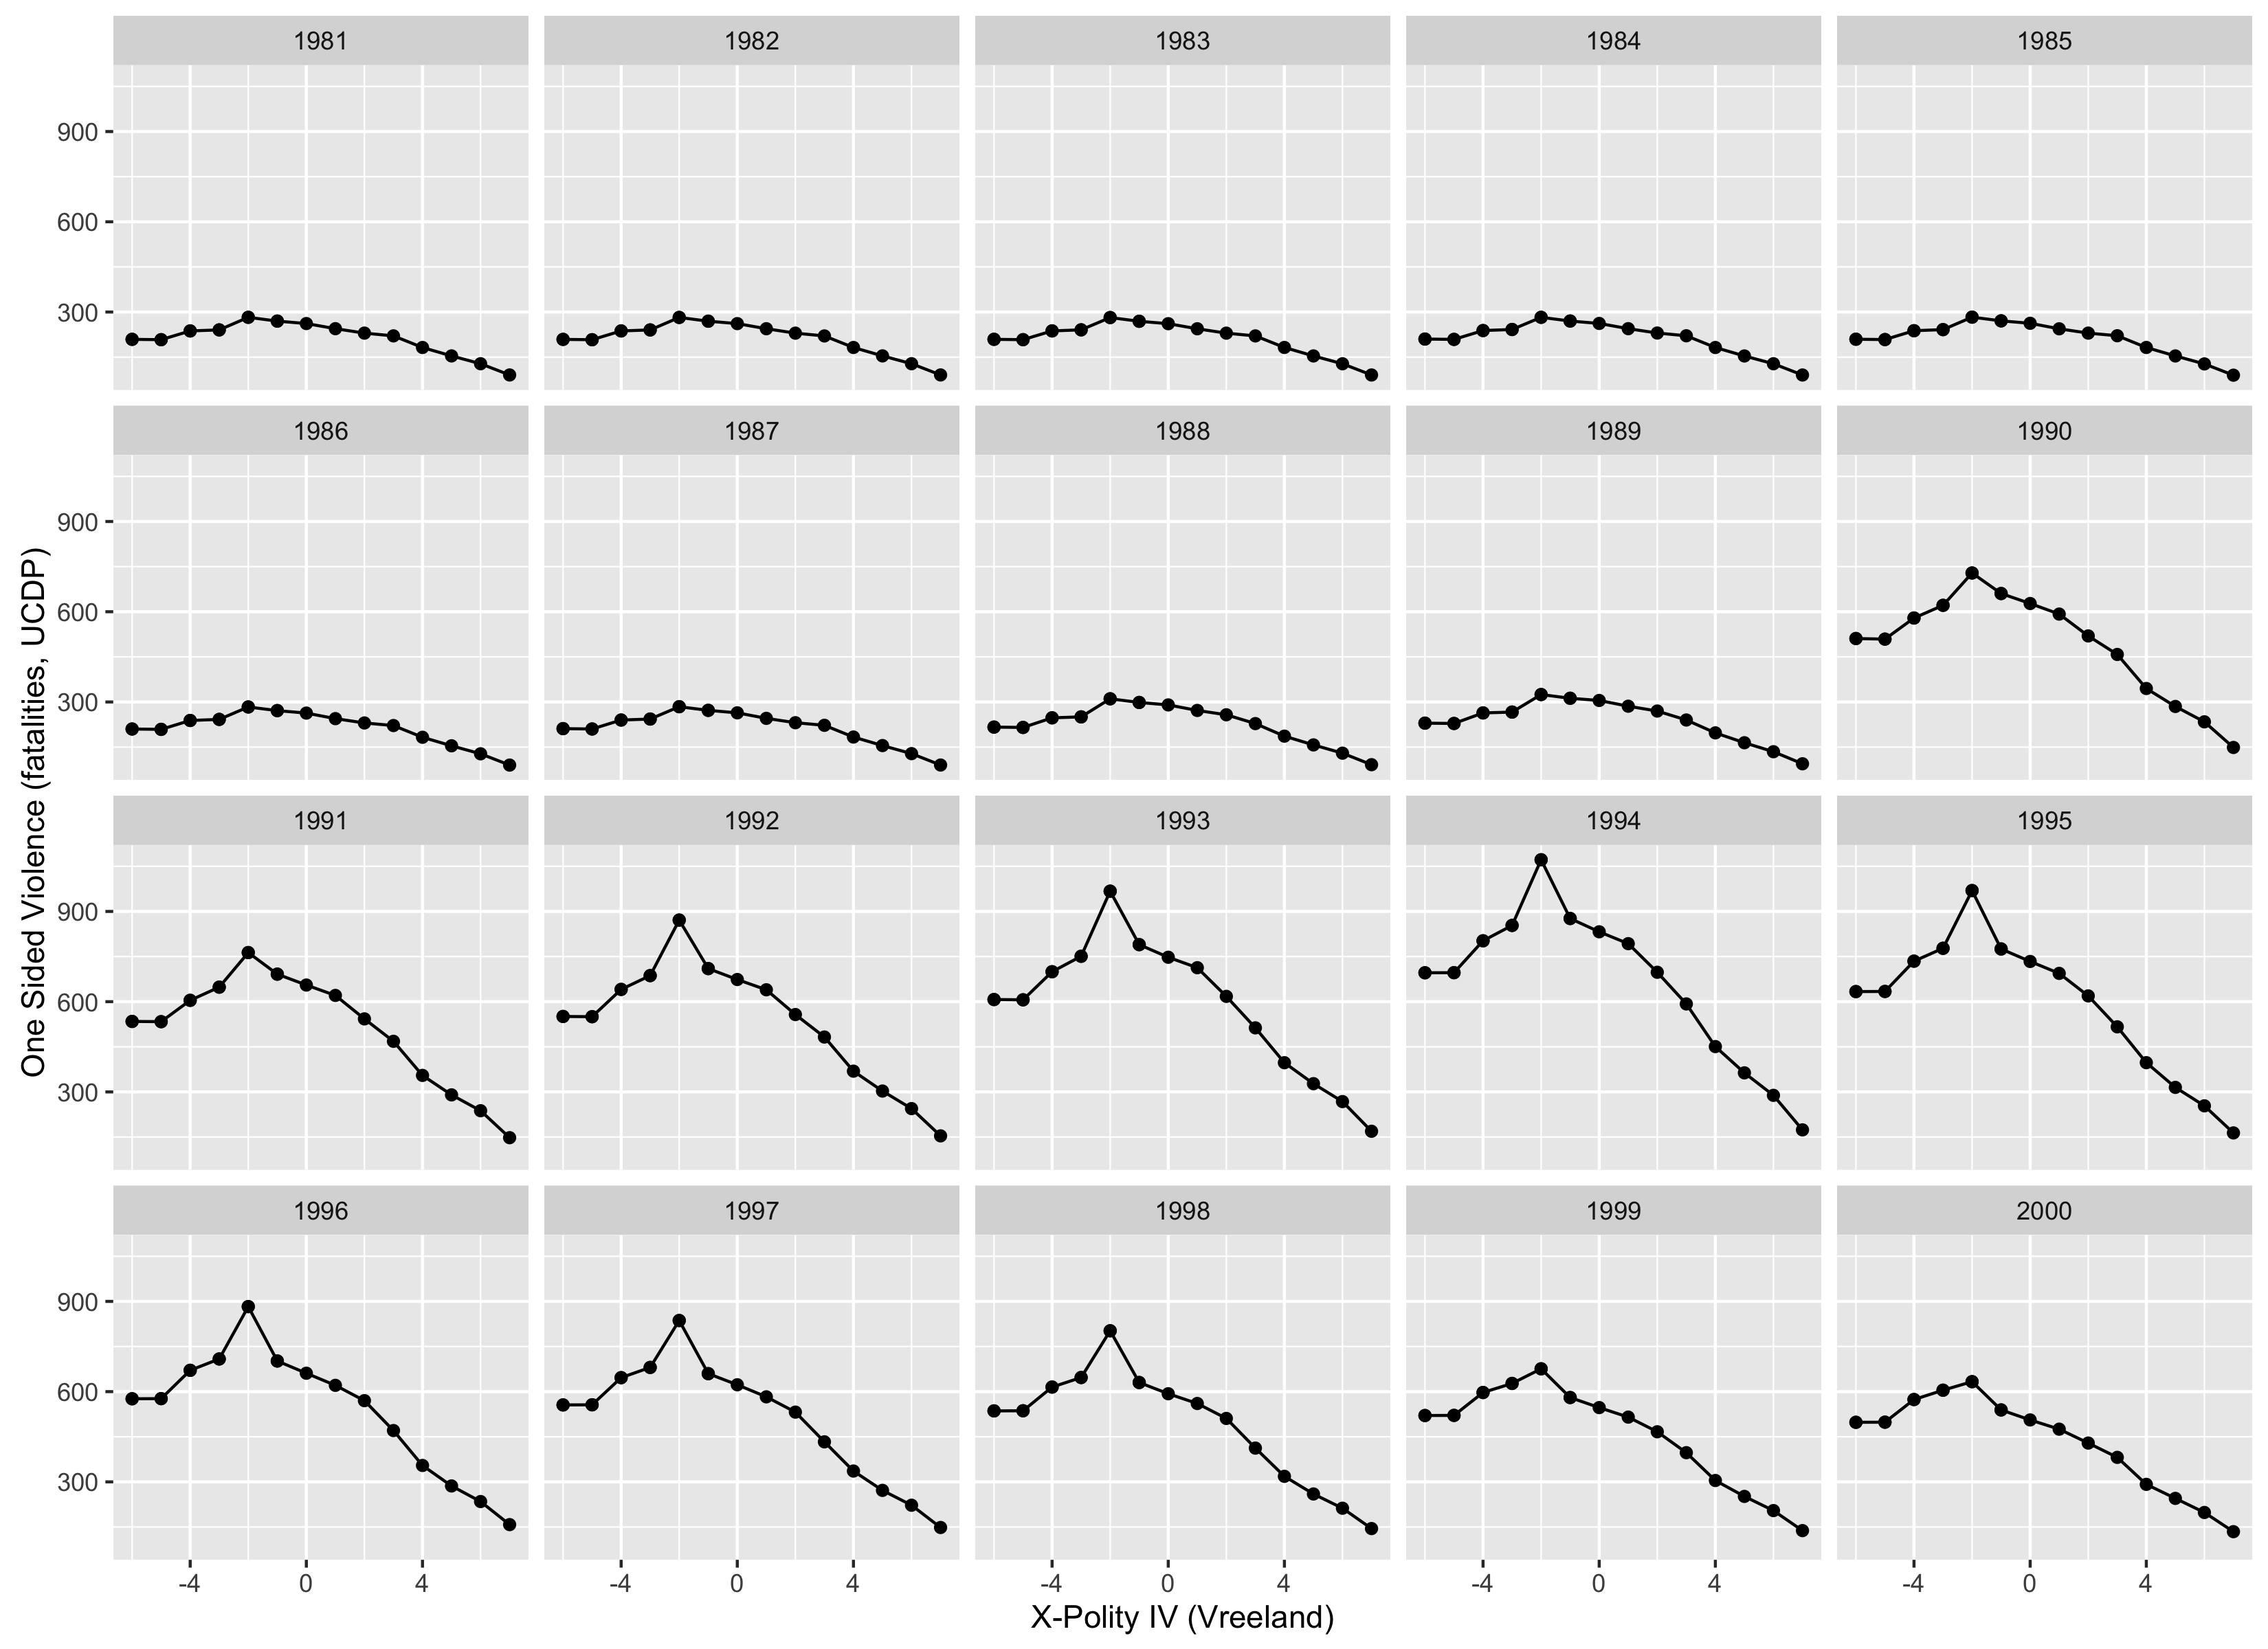 1981 1982 1983 1984 1985
900
600
300
1986 1987 1988 1989 1990
900
600
300
1991 1992 1993 1994 1995
900
600
300
1996 1997 1998 1999 2000
900
600
300
-4 0 4 -4 0 4 -4 0 4 -4 0 4 -4 0 4
X-Polity IV (Vreeland)
One Sided Violence (fatalities, UCDP)